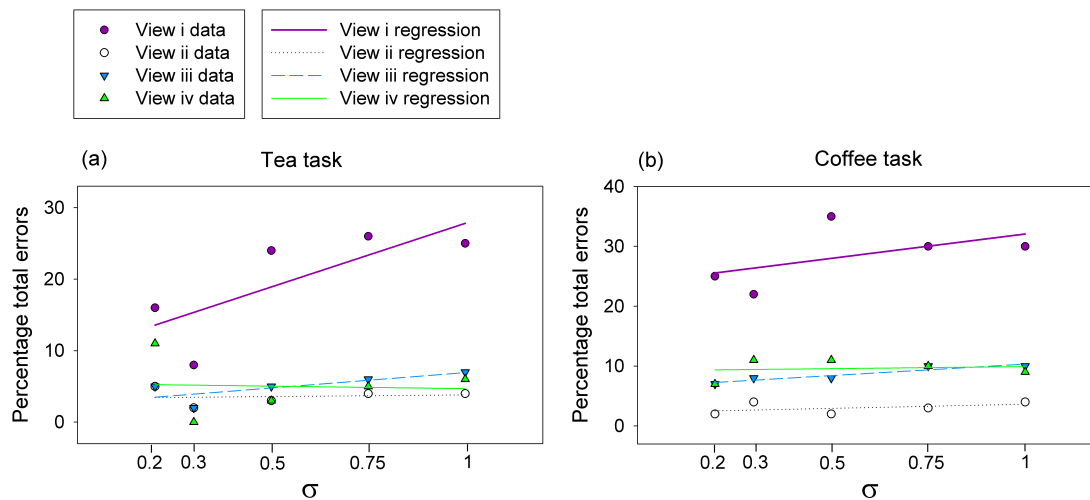 View i data
View ii data
View iii data
View iv data
View i regression
View ii regression
View iii regression
View iv regression
(a) Tea task
Percentage total errors
30
20
10
0
0.2 0.3 0.5 0.75 1
σ
(b) Coffee task
Percentage total errors
40
30
20
10
0
0.2 0.3 0.5 0.75 1
σ